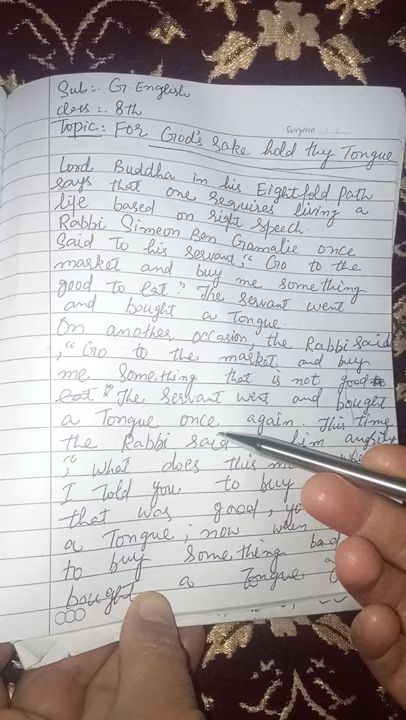 Sub:. G.English
Class:. 8th
Topic: For God's Sake hold thy Tongue
Lord Buddha in his Eightfold Path
says that one requires living a
life based on right speech.
Rabbi Simeon Ben Gamalie once
said To his servant, "Go to the
market and buy me something
good to Eat." The servant went
and bought a Tongue.
On another occasion, the Rabbi said
, "Go to the market and buy
me something that is not good to
eat." The servant went and bought
a Tongue once again. This time
the Rabbi said him angrily
, "What does this
I Told you to buy
that was good, yo
a Tongue; now when
to buy Something bad
bought a Tongue a